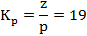 Kₚ = z/p = 19